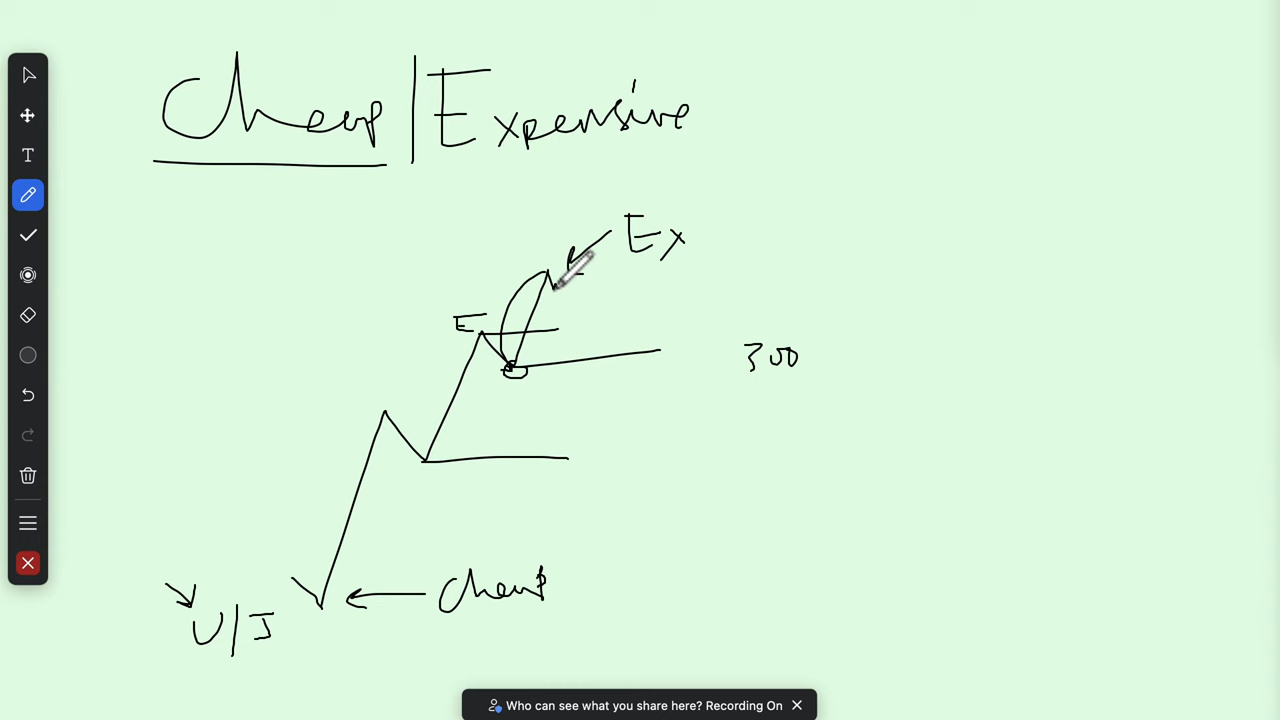 Cheap/Expensive
Ex
E
300
Cheap
U/J
T
Who can see what you share here? Recording On